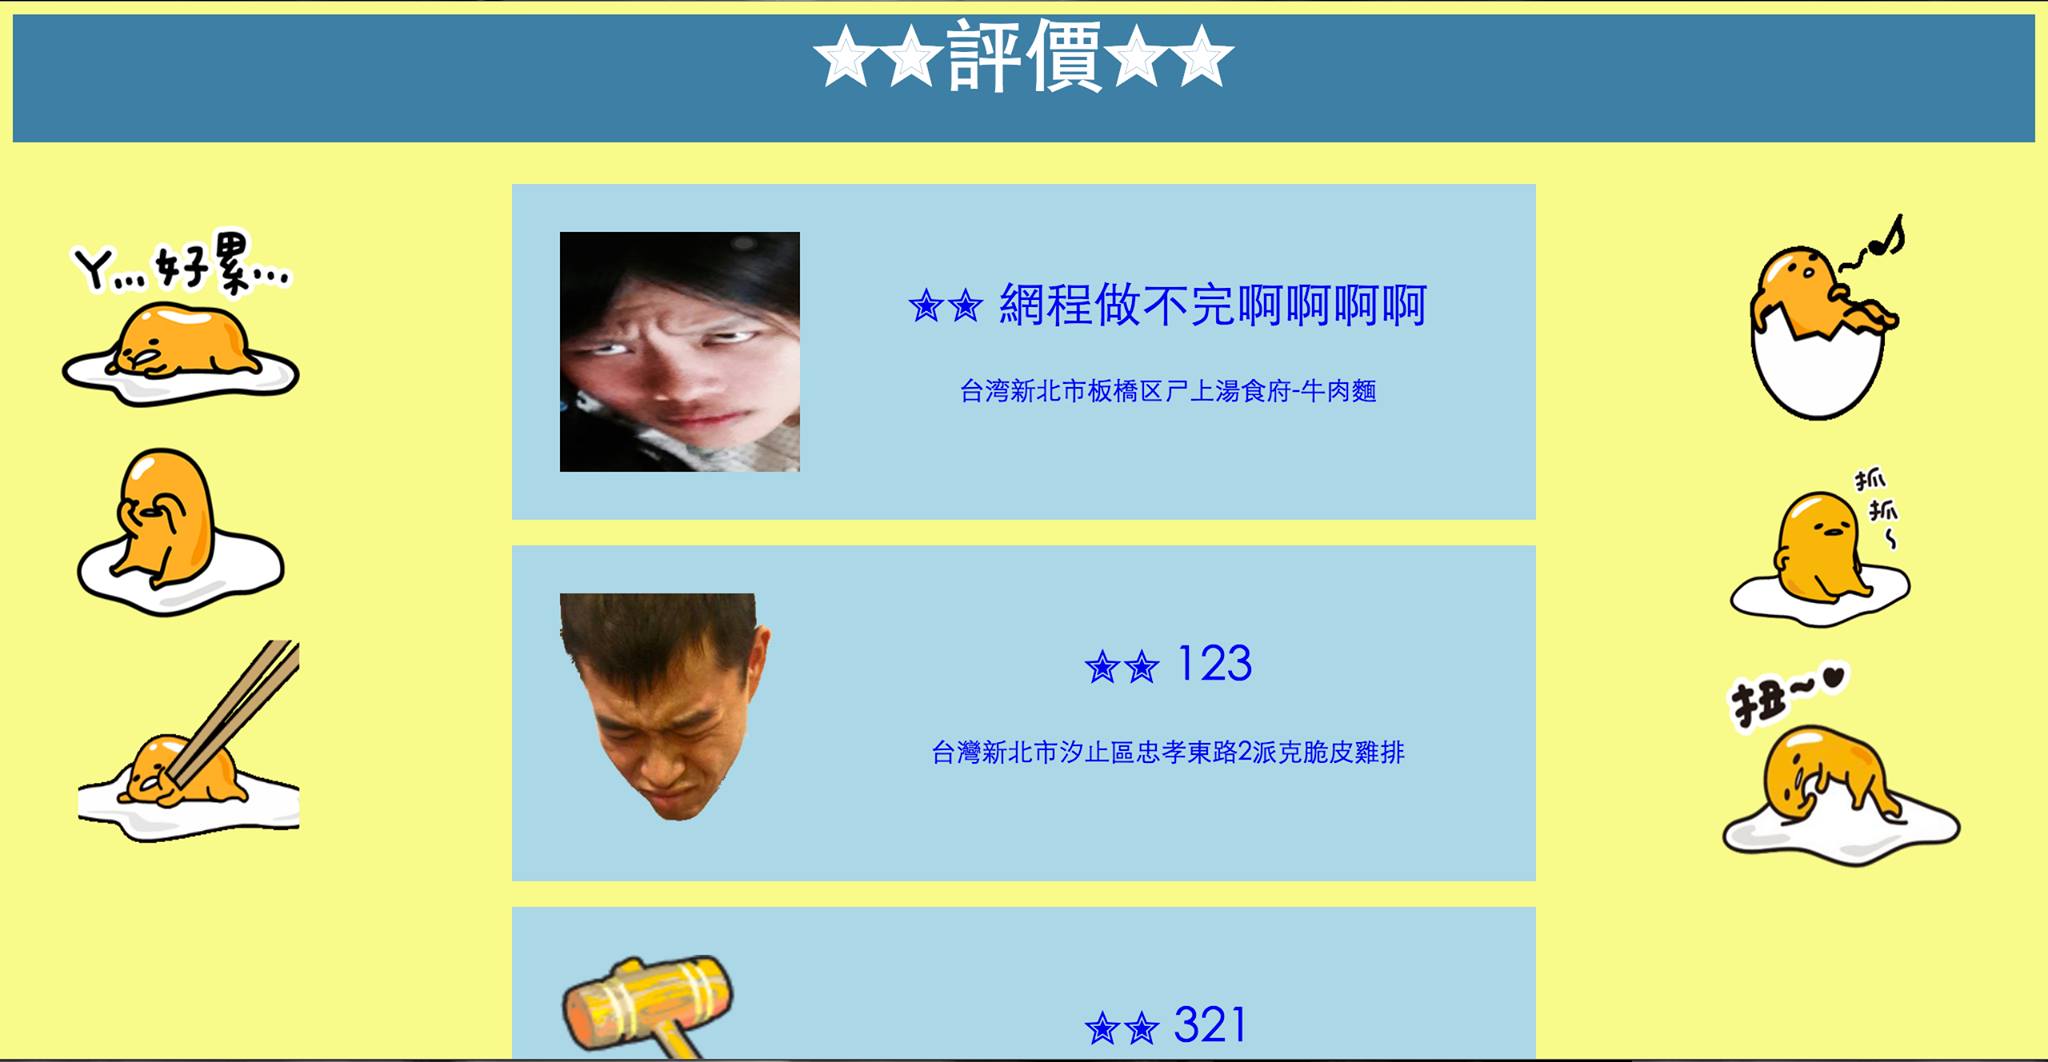 ★★評價★★
ㄚ...好累...
✯✯ 網程做不完啊啊啊啊
台湾新北市板橋区尸上湯食府-牛肉麵
抓
抓
~
✯✯ 123
台灣新北市汐止區忠孝東路2派克脆皮雞排
扭~♥
✯✯ 321